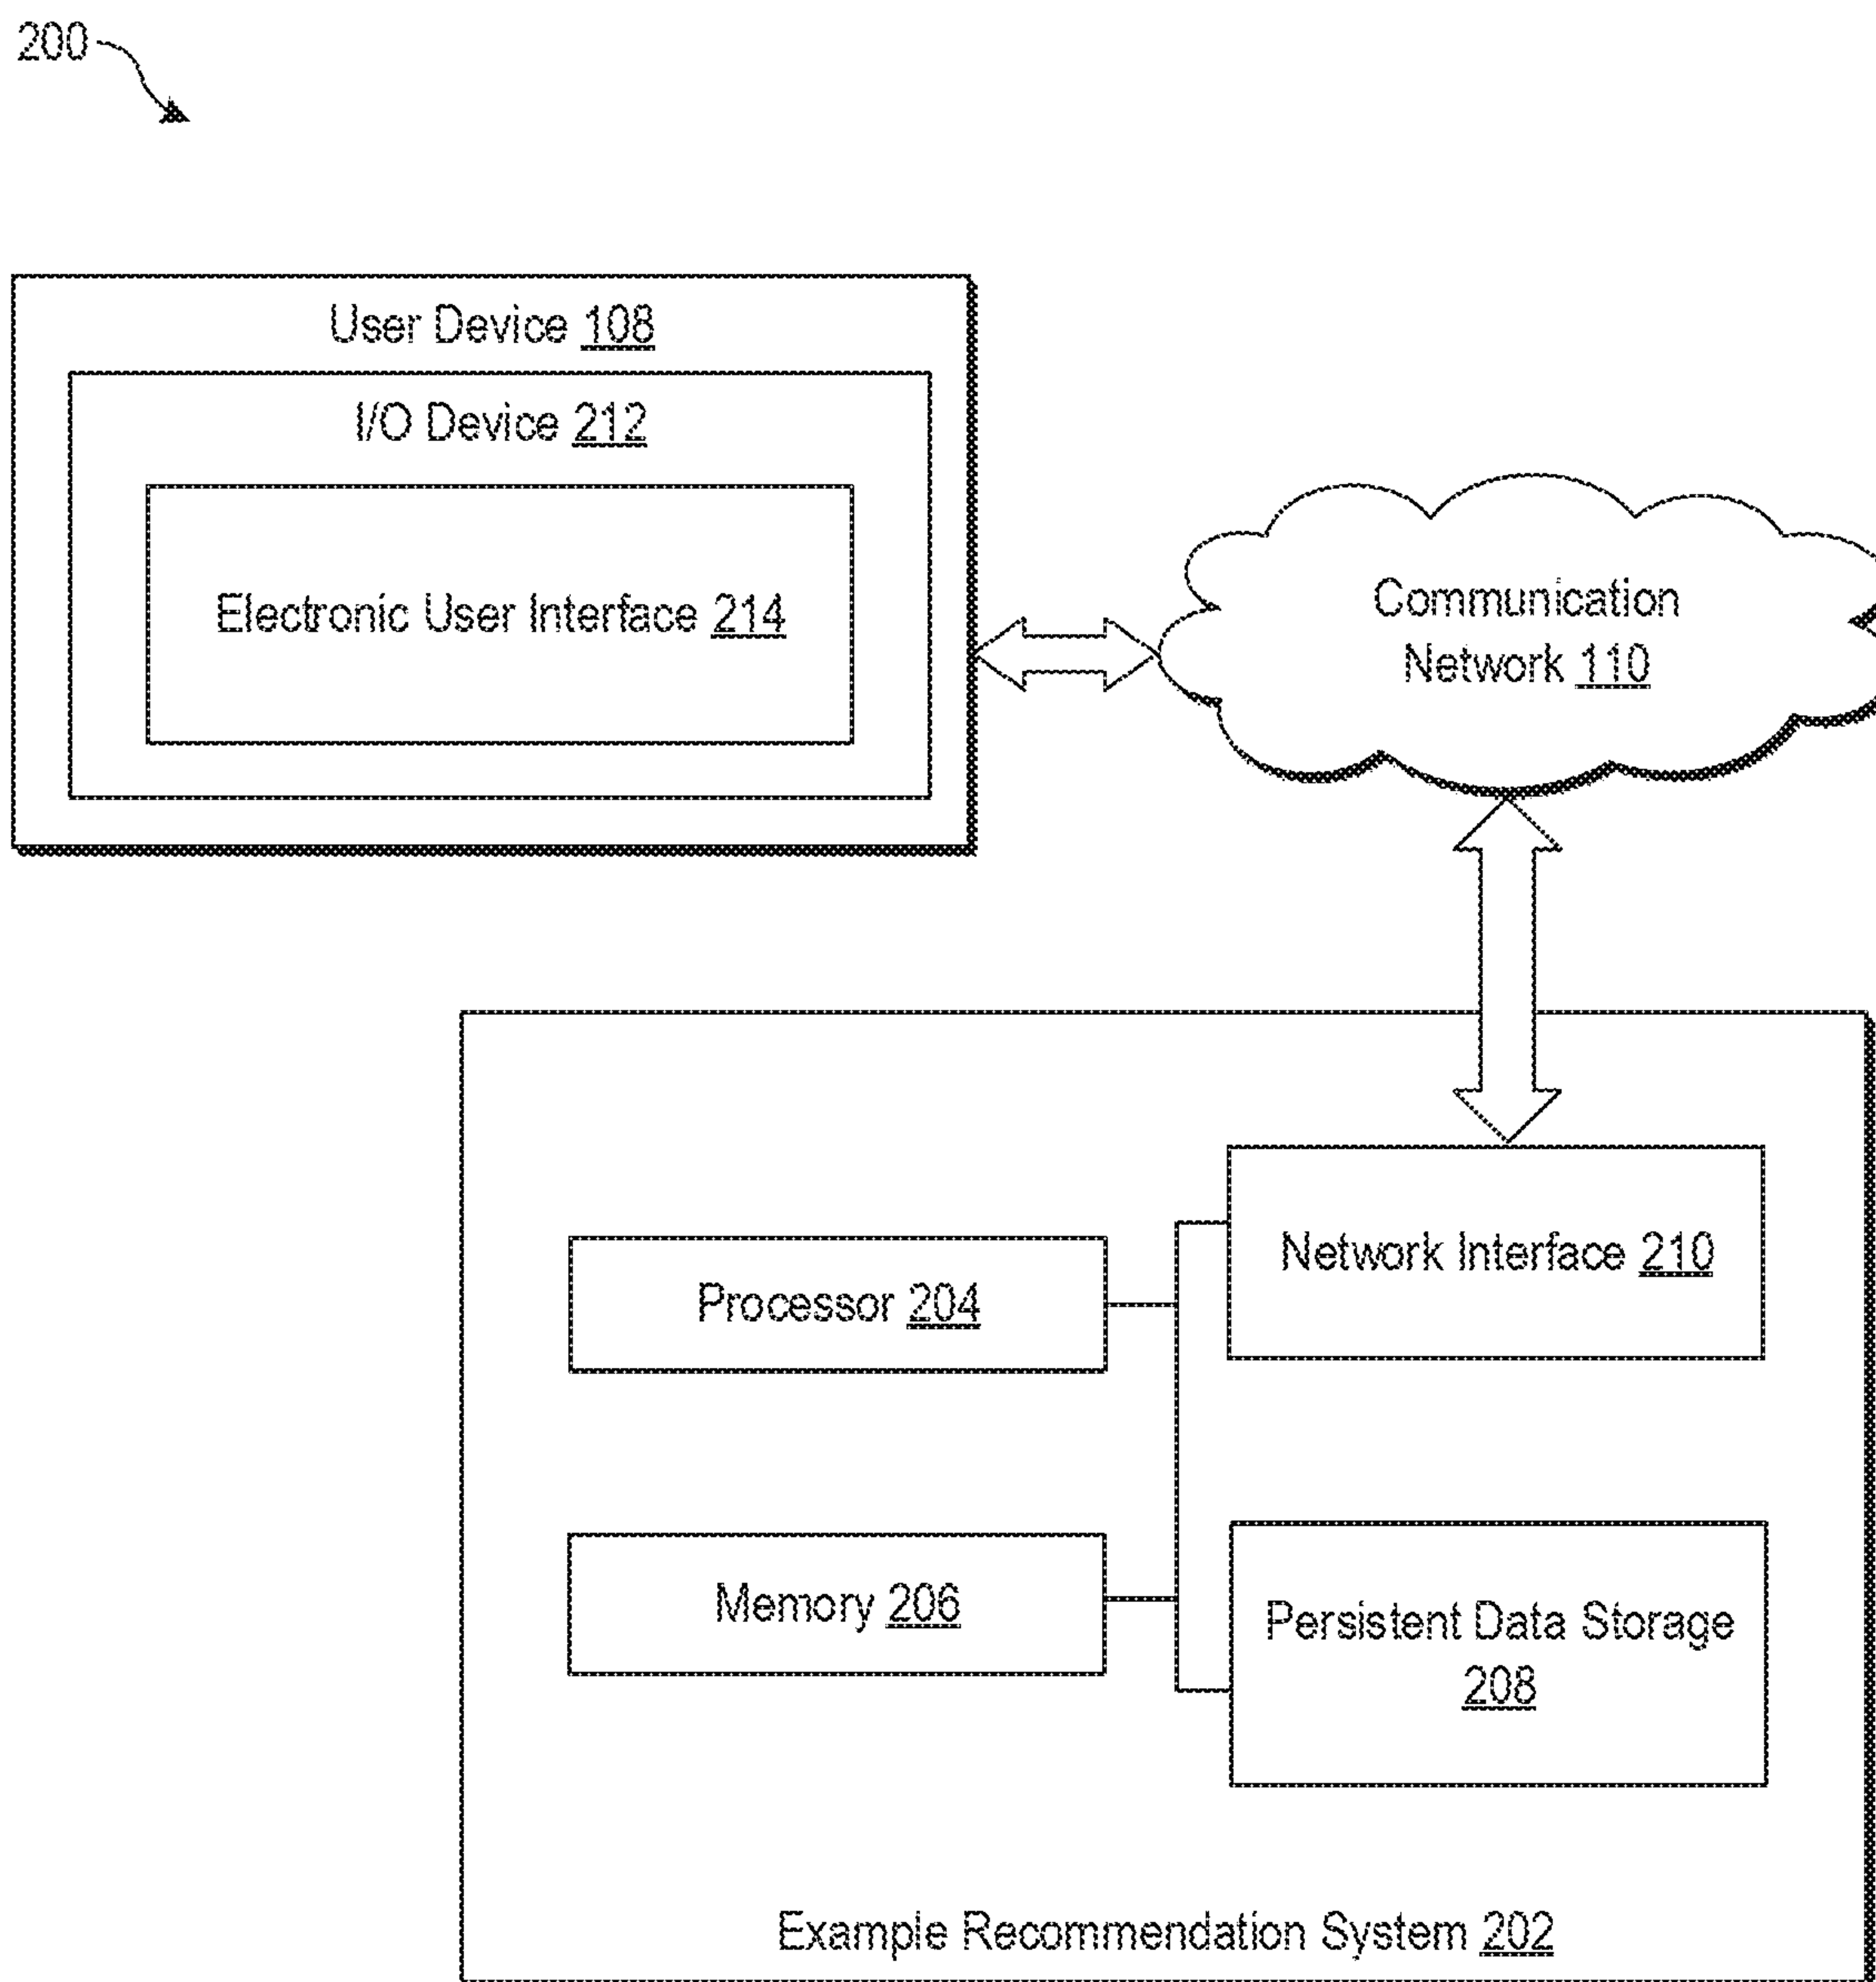 200
User Device 108
I/O Device 212
Electronic User Interface 214
Communication
Network 110
Network Interface 210
Processor 204
Memory 206
Persistent Data Storage
208
Example Recommendation System 202